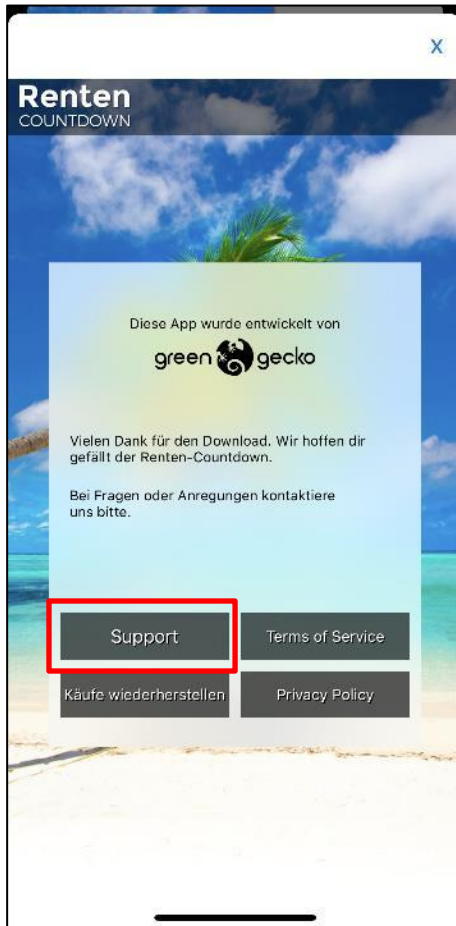 X
Renten
COUNTDOWN
Diese App wurde entwickelt von
green gecko
Vielen Dank für den Download. Wir hoffen dir
gefällt der Renten-Countdown.
Bei Fragen oder Anregungen kontaktiere
uns bitte.
Support
Terms of Service
Käufe wiederherstellen
Privacy Policy